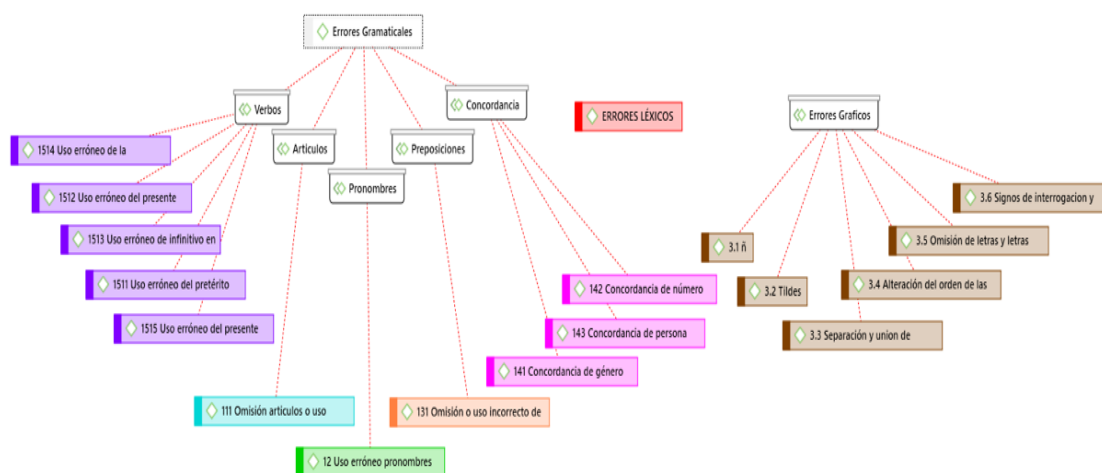 Errores Gramaticales
Verbos
Concordancia
ERRORES LÉXICOS
Errores Graficos
1514 Uso erróneo de la
Articulos
Preposiciones
Pronombres
1512 Uso erróneo del presente
3.6 Signos de interrogacion y
1513 Uso erróneo de infinitivo en
3.1 ñ
3.5 Omisión de letras y letras
1511 Uso erróneo del pretérito
142 Concordancia de número
3.2 Tildes
3.4 Alteración del orden de las
1515 Uso erróneo del presente
143 Concordancia de persona
3.3 Separación y union de
141 Concordancia de género
111 Omisión artículos o uso
131 Omisión o uso incorrecto de
12 Uso erróneo pronombres